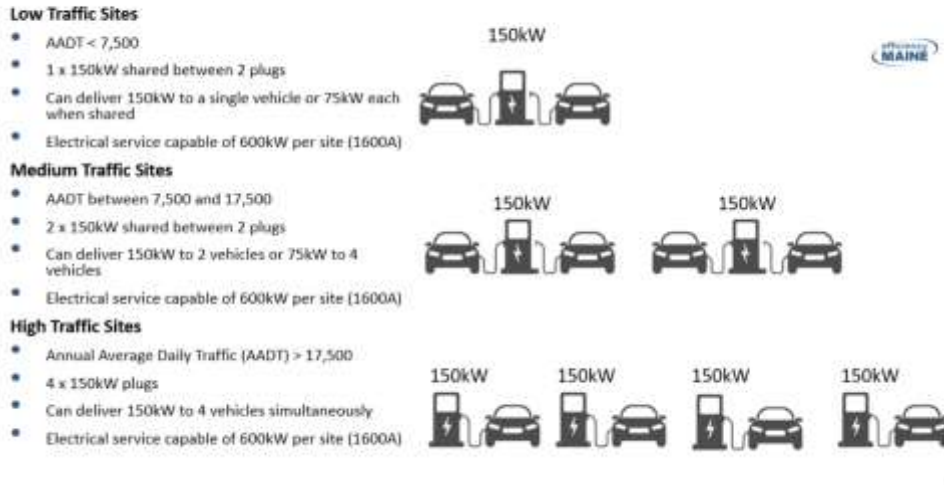 Low Traffic Sites
AADT < 7,500
1 x 150kW shared between 2 plugs
Can deliver 150kW to a single vehicle or 75kW each
when shared
Electrical service capable of 600kW per site (1600A)
150kW
efficiency
MAINE
Medium Traffic Sites
AADT between 7,500 and 17,500
2 x 150kW shared between 2 plugs
Can deliver 150kW to 2 vehicles or 75kW to 4
vehicles
Electrical service capable of 600kW per site (1600A)
150kW 150kW
High Traffic Sites
Annual Average Daily Traffic (AADT) > 17,500
4 x 150kW plugs
Can deliver 150kW to 4 vehicles simultaneously
Electrical service capable of 600kW per site (1600A)
150kW 150kW 150kW 150kW